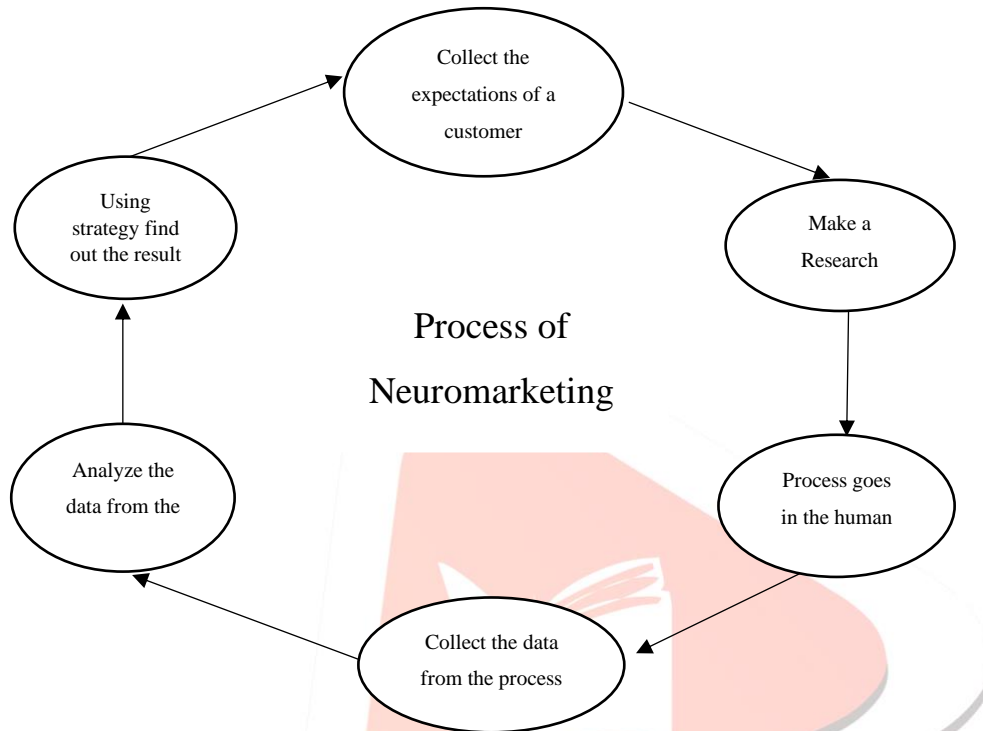 Collect the
expectations of a
customer
Make a
Research
Process goes
in the human
Collect the data
from the process
Analyze the
data from the
Using
strategy find
out the result
Process of
Neuromarketing